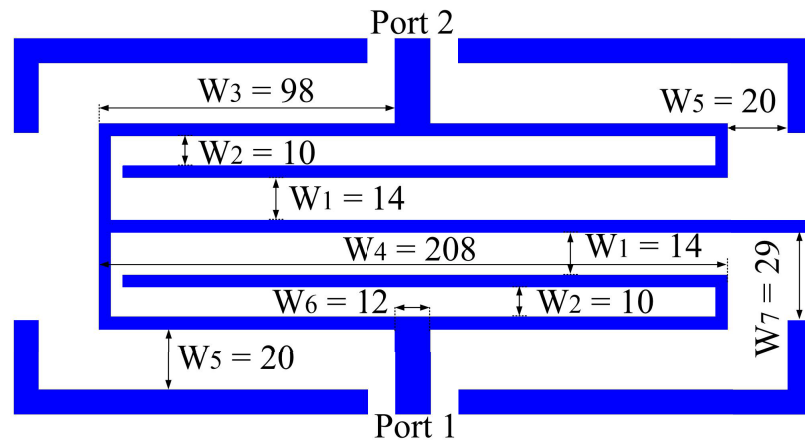 Port 2
W3 = 98
W5 = 20
W2 = 10
W1 = 14
W4 = 208
W1 = 14
W7 = 29
W6 = 12
W2 = 10
W5 = 20
Port 1